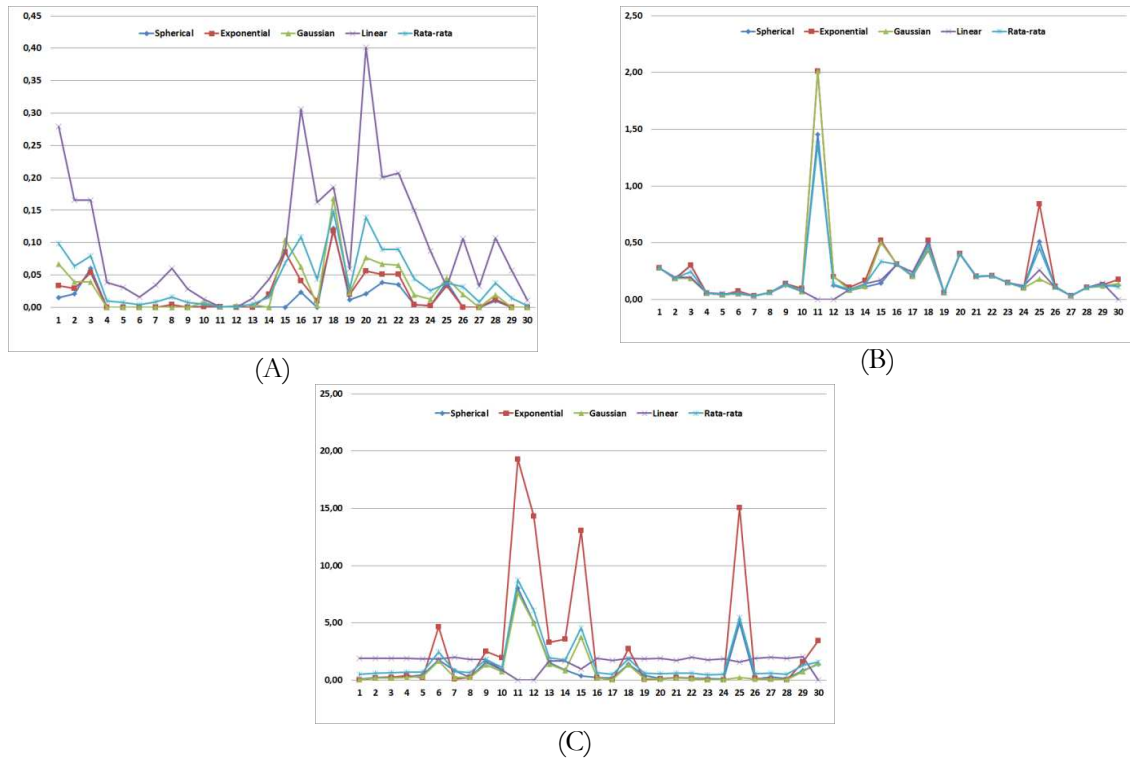 0,45
Spherical Exponential Gaussian Linear Rata-rata
0,40
0,35
0,30
0,25
0,20
0,15
0,10
0,05
0,00
1 2 3 4 5 6 7 8 9 10 11 12 13 14 15 16 17 18 19 20 21 22 23 24 25 26 27 28 29 30
(A)
2,50
Spherical Exponential Gaussian Linear Rata-rata
2,00
1,50
1,00
0,50
0,00
1 2 3 4 5 6 7 8 9 10 11 12 13 14 15 16 17 18 19 20 21 22 23 24 25 26 27 28 29 30
(B)
25,00
Spherical Exponential Gaussian Linear Rata-rata
20,00
15,00
10,00
5,00
0,00
1 2 3 4 5 6 7 8 9 10 11 12 13 14 15 16 17 18 19 20 21 22 23 24 25 26 27 28 29 30
(C)